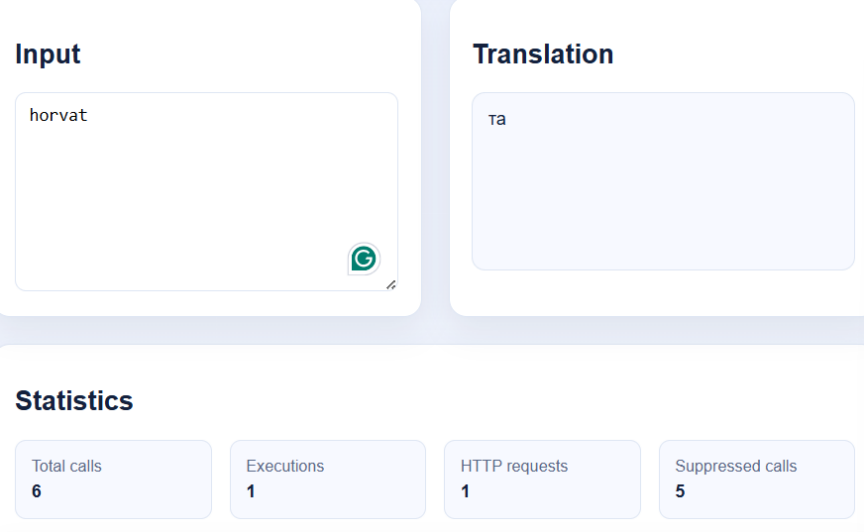 Input
Translation
horvat
та
Statistics
Total calls
6
Executions
1
HTTP requests
1
Suppressed calls
5